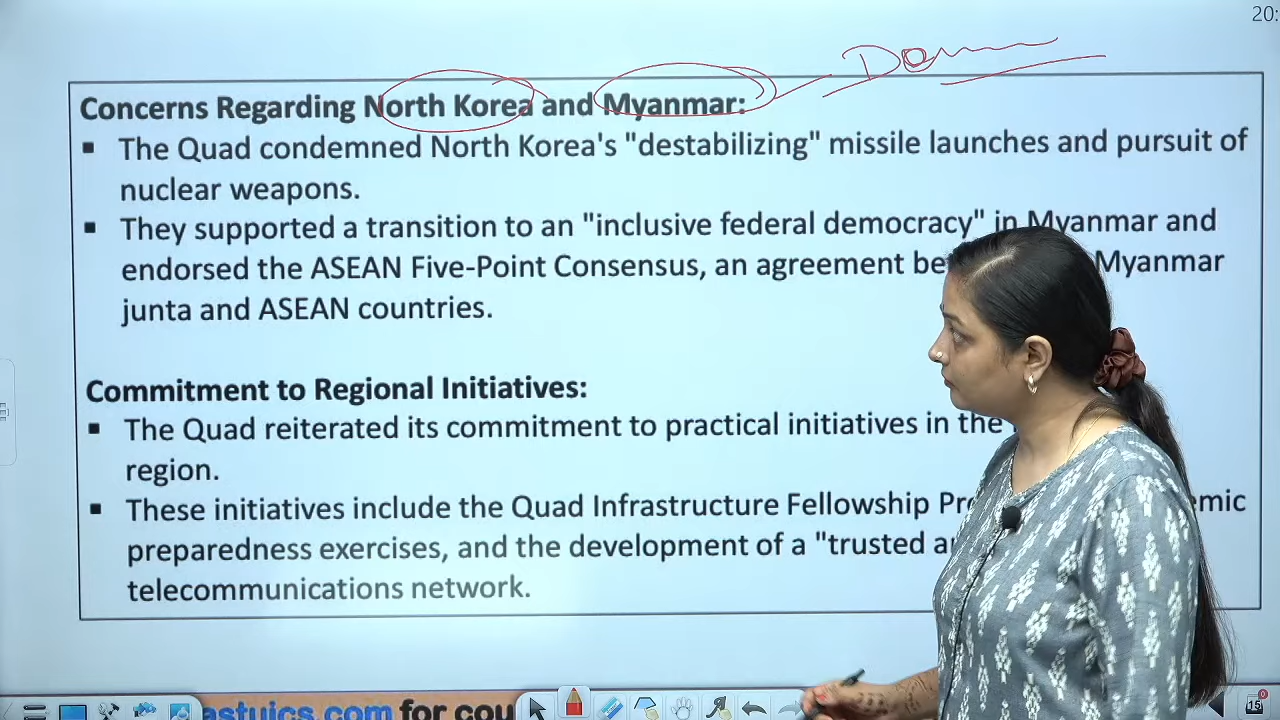 20:
Concerns Regarding North Korea and Myanmar:
The Quad condemned North Korea's "destabilizing" missile launches and pursuit of
nuclear weapons.
They supported a transition to an "inclusive federal democracy" in Myanmar and
endorsed the ASEAN Five-Point Consensus, an agreement be Myanmar
junta and ASEAN countries.
Commitment to Regional Initiatives:
The Quad reiterated its commitment to practical initiatives in the
region.
These initiatives include the Quad Infrastructure Fellowship Pr emic
preparedness exercises, and the development of a "trusted a
telecommunications network.
astuics.com for cou
15